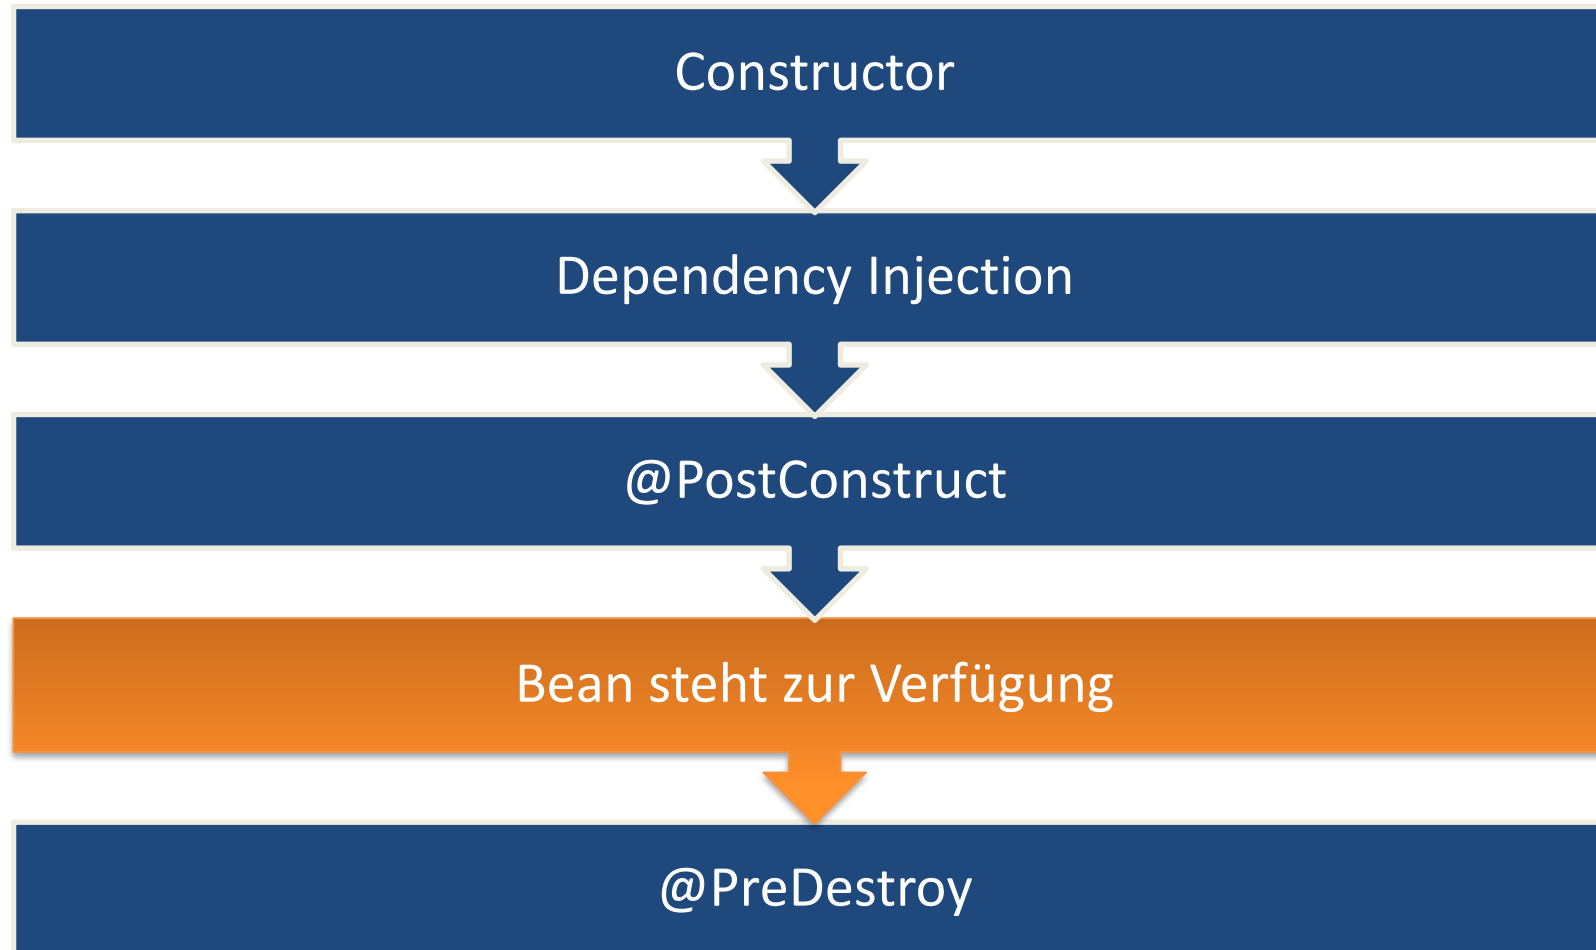 Constructor
Dependency Injection
@PostConstruct
Bean steht zur Verfügung
@PreDestroy